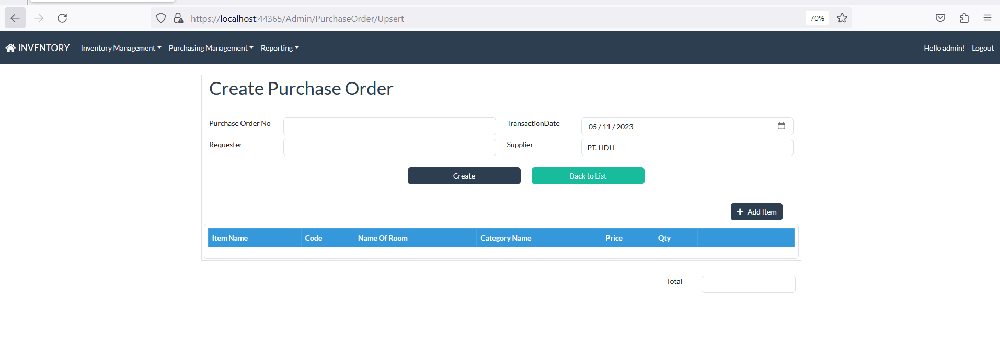 https://localhost:44365/Admin/PurchaseOrder/Upsert 70%
INVENTORY Inventory Management Purchasing Management Reporting Hello admin! Logout
Create Purchase Order
Purchase Order No TransactionDate 05 / 11 / 2023
Requester Supplier PT. HDH
Create Back to List
Add Item
Item Name Code Name Of Room Category Name Price Qty
Total